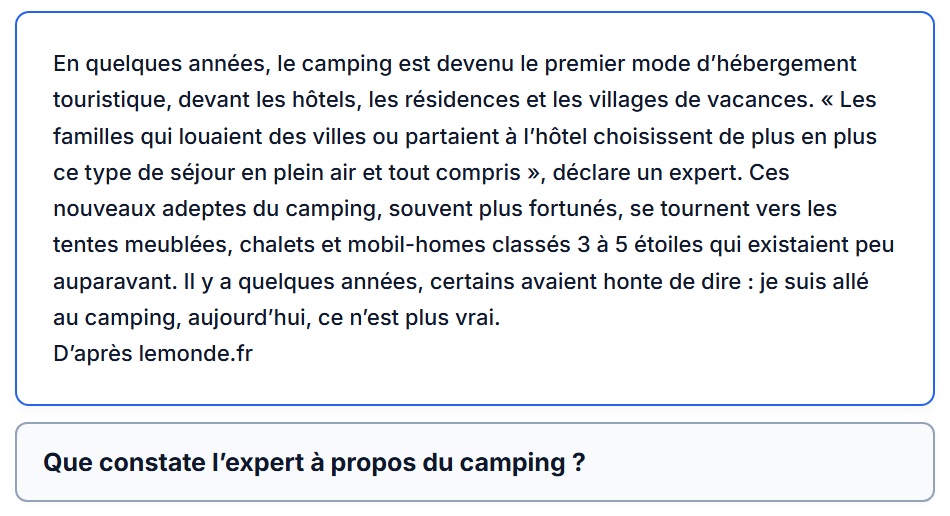 En quelques années, le camping est devenu le premier mode d’hébergement
touristique, devant les hôtels, les résidences et les villages de vacances. « Les
familles qui louaient des villes ou partaient à l’hôtel choisissent de plus en plus
ce type de séjour en plein air et tout compris », déclare un expert. Ces
nouveaux adeptes du camping, souvent plus fortunés, se tournent vers les
tentes meublées, chalets et mobil-homes classés 3 à 5 étoiles qui existaient peu
auparavant. Il y a quelques années, certains avaient honte de dire : je suis allé
au camping, aujourd’hui, ce n’est plus vrai.
D’après lemonde.fr
Que constate l’expert à propos du camping ?